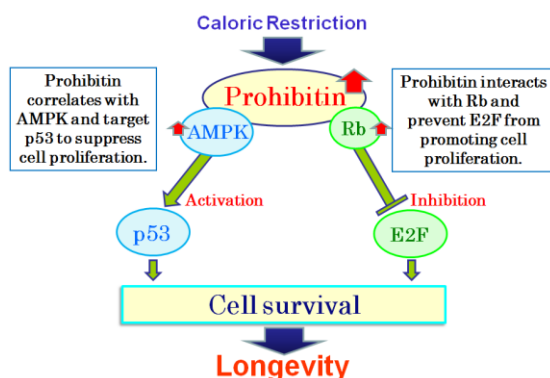 Caloric Restriction
Prohibitin
correlates with
AMPK and target
p53 to suppress
cell proliferation.
Prohibitin
AMPK
Rb
Prohibitin interacts
with Rb and
prevent E2F from
promoting cell
proliferation.
Activation
Inhibition
p53
E2F
Cell survival
Longevity